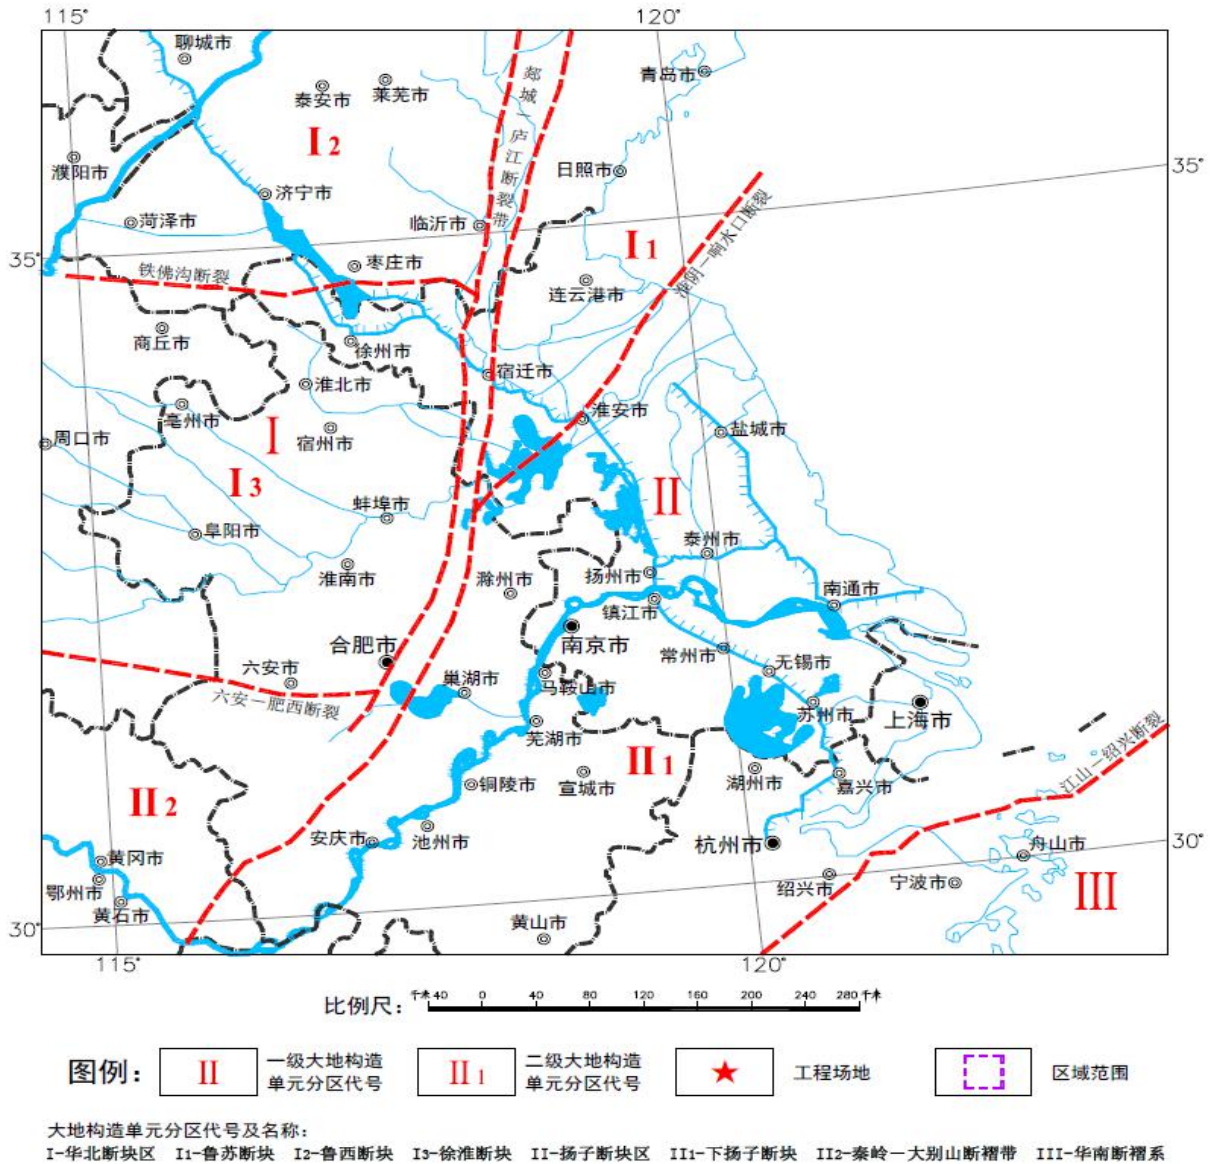 115°
120°
聊城市
青岛市
泰安市
莱芜市
郯城—庐江断裂带
I2
濮阳市
日照市
35°
济宁市
菏泽市
临沂市
淮阴—响水口断裂
I1
35°
铁佛沟断裂
枣庄市
连云港市
商丘市
徐州市
宿迁市
淮北市
亳州市
淮安市
盐城市
周口市
I
宿州市
I3
II
蚌埠市
阜阳市
泰州市
淮南市
滁州市
扬州市
南通市
镇江市
合肥市
南京市
常州市
六安市
巢湖市
马鞍山市
无锡市
六安—肥西断裂
苏州市
上海市
芜湖市
江山—绍兴断裂
II1
铜陵市
宣城市
湖州市
嘉兴市
II2
安庆市
池州市
杭州市
舟山市
30°
黄冈市
鄂州市
绍兴市
宁波市
III
黄石市
黄山市
30°
115°
120°
比例尺：
千米 40 0 40 80 120 160 200 240 280 千米
图例：
II
一级大地构造
单元分区代号
II1
二级大地构造
单元分区代号
工程场地
区域范围
大地构造单元分区代号及名称：
I-华北断块区 I1-鲁苏断块 I2-鲁西断块 I3-徐淮断块 II-扬子断块区 II1-下扬子断块 II2-秦岭—大别山断褶带 III-华南断褶系